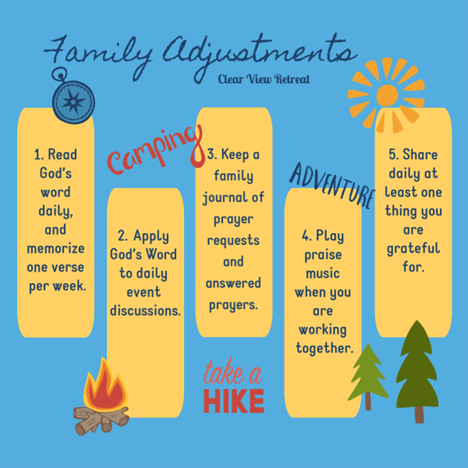 Family Adjustments
Clear View Retreat
1. Read
God's
word
daily,
and
memorize
one verse
per week.
Camping
2. Apply
God's Word
to daily
event
discussions.
3. Keep a
family
journal of
prayer
requests
and
answered
prayers.
take a
HIKE
ADVENTURE
4. Play
praise
music
when you
are
working
together.
5. Share
daily at
least one
thing you
are
grateful
for.